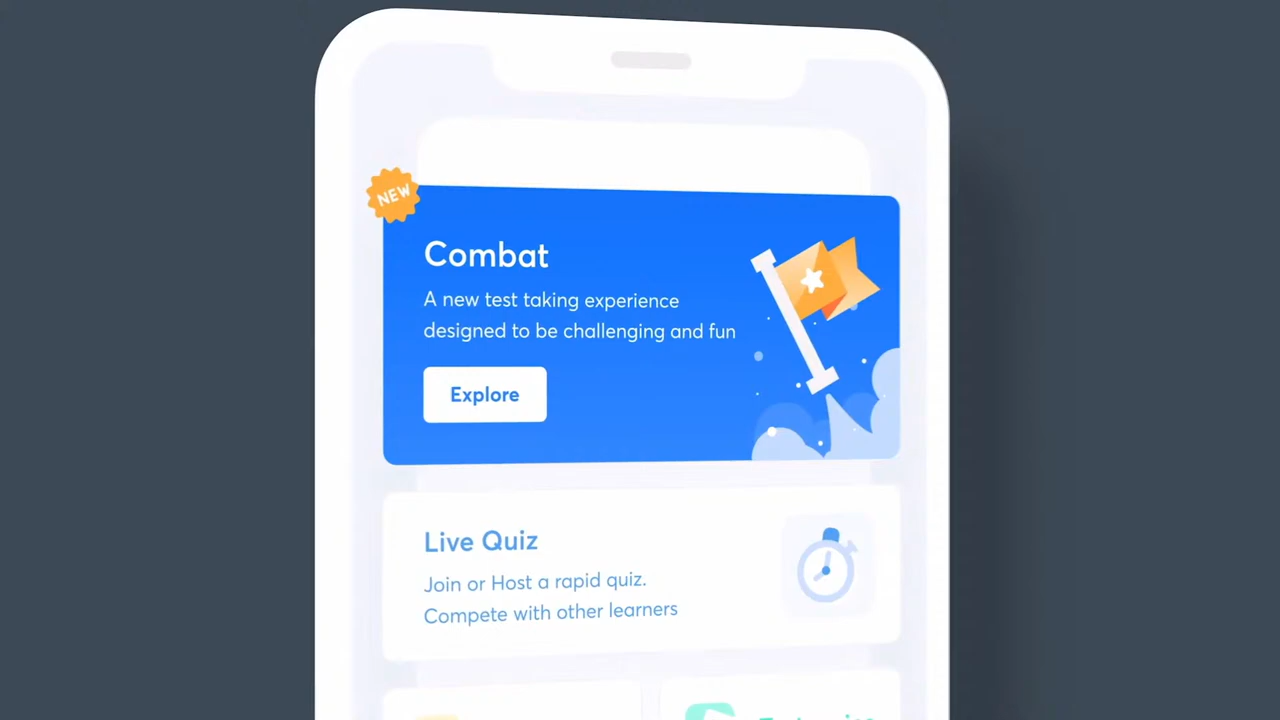 NEW
Combat
A new test taking experience
designed to be challenging and fun
Explore
Live Quiz
Join or Host a rapid quiz.
Compete with other learners